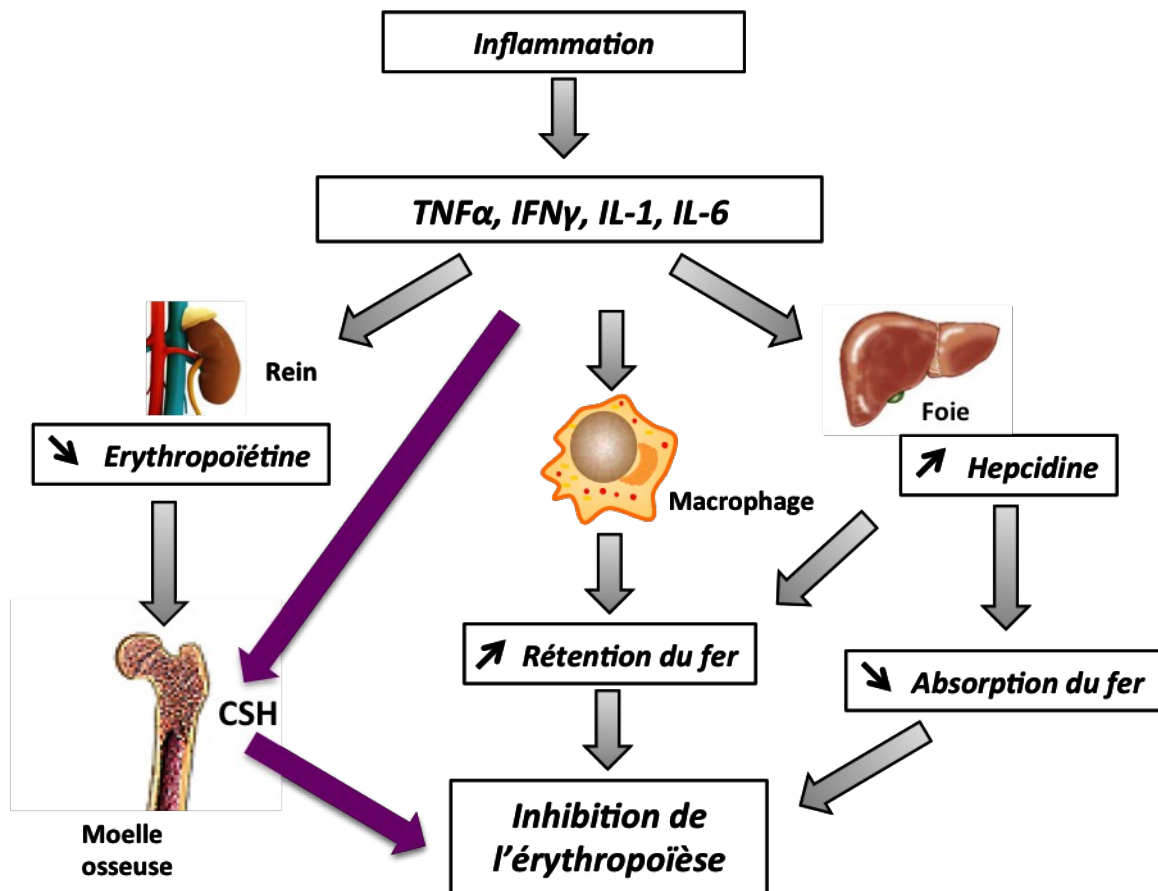 Inflammation
TNFα, IFNγ, IL-1, IL-6
Rein
Foie
Erythropoïétine
Hepcidine
Macrophage
Rétention du fer
Absorption du fer
CSH
Moelle
osseuse
Inhibition de
l’érythropoïèse